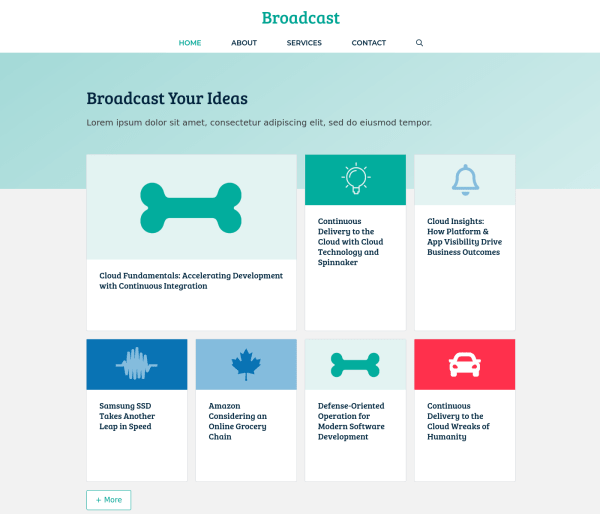 Broadcast
HOME ABOUT SERVICES CONTACT
Broadcast Your Ideas
Lorem ipsum dolor sit amet, consectetur adipiscing elit, sed do eiusmod tempor.
Cloud Fundamentals: Accelerating Development
with Continuous Integration
Continuous
Delivery to the
Cloud with Cloud
Technology and
Spinnaker
Cloud Insights:
How Platform &
App Visibility Drive
Business Outcomes
Samsung SSD
Takes Another
Leap in Speed
Amazon
Considering an
Online Grocery
Chain
Defense-Oriented
Operation for
Modern Software
Development
Continuous
Delivery to the
Cloud Wreaks of
Humanity
+ More